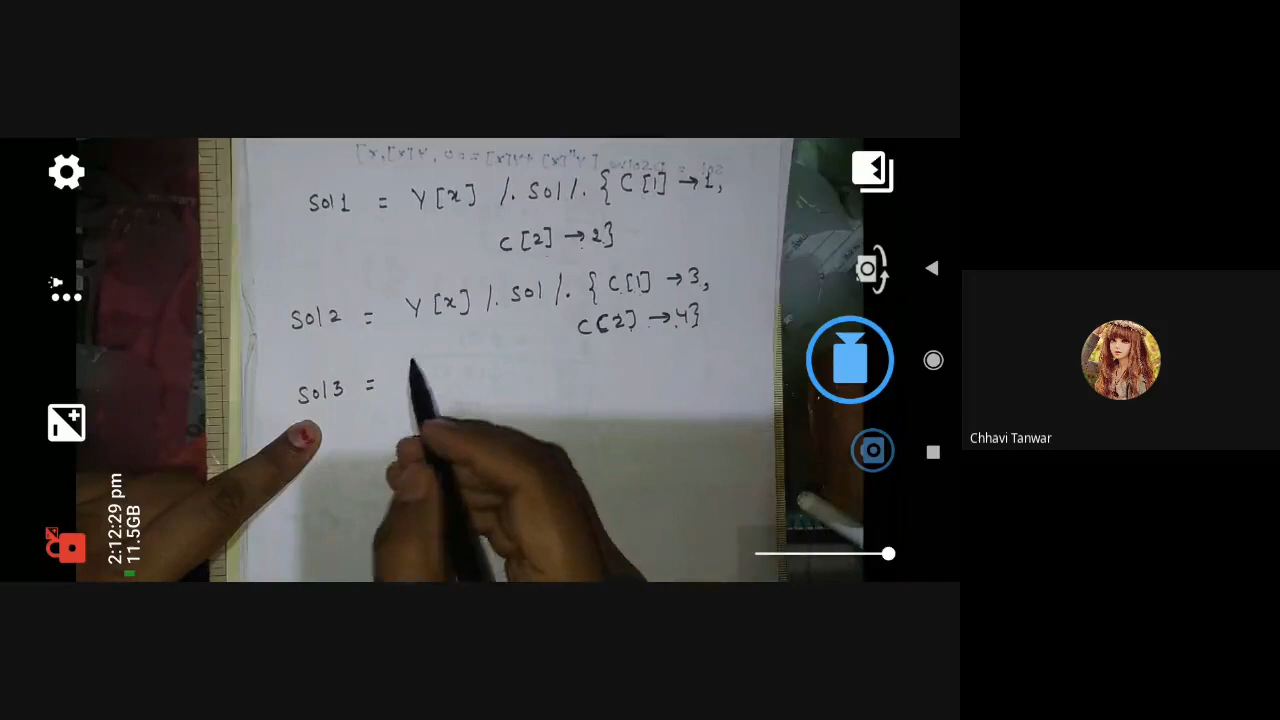 Sol1 = Y[x] /. Sol /. { C[1] → 1,
C[2] → 2}
Sol2 = Y[x] /. Sol /. { C[1] → 3,
C[2] → 4}
Sol3 =
2:12:29 pm
11.5GB
Chhavi Tanwar